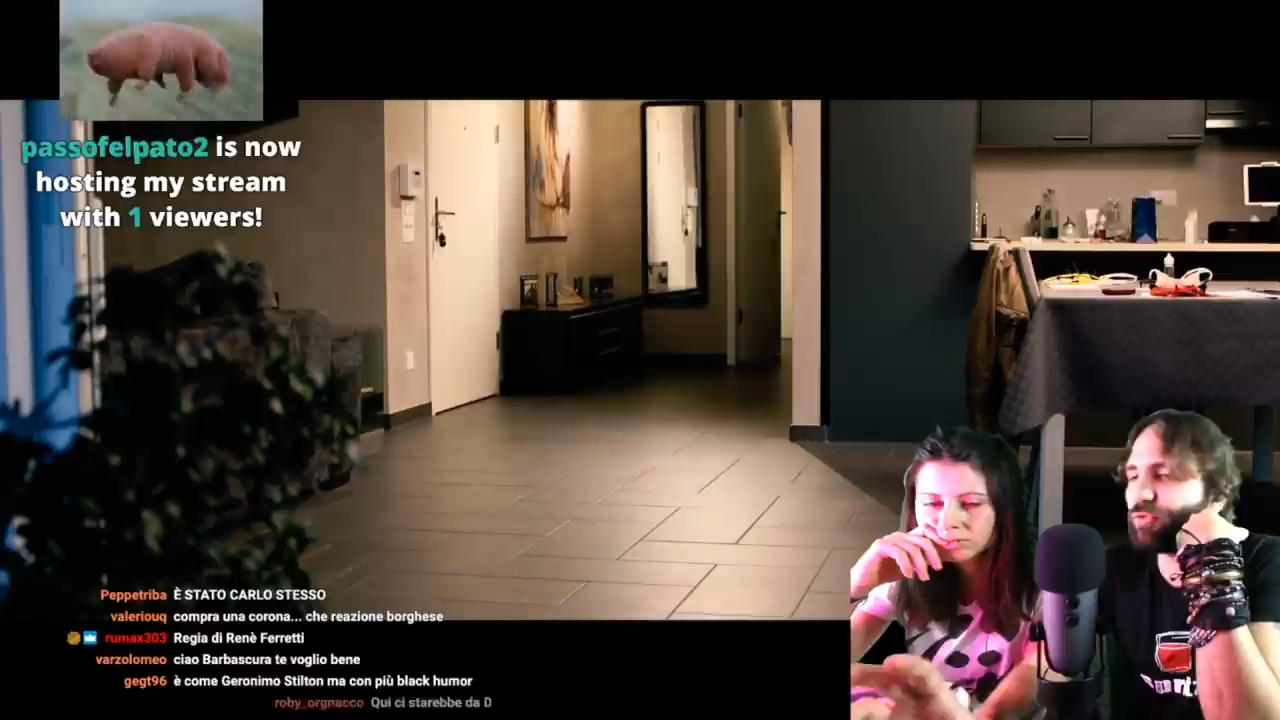 passofelpato2 is now
hosting my stream
with 1 viewers!
Peppetriba È STATO CARLO STESSO
valeriouq compra una corona... che reazione borghese
rumax303 Regia di Renè Ferretti
varzolomeo ciao Barbascura te voglio bene
gegt96 è come Geronimo Stilton ma con più black humor
roby_orgnacco Qui ci starebbe da D